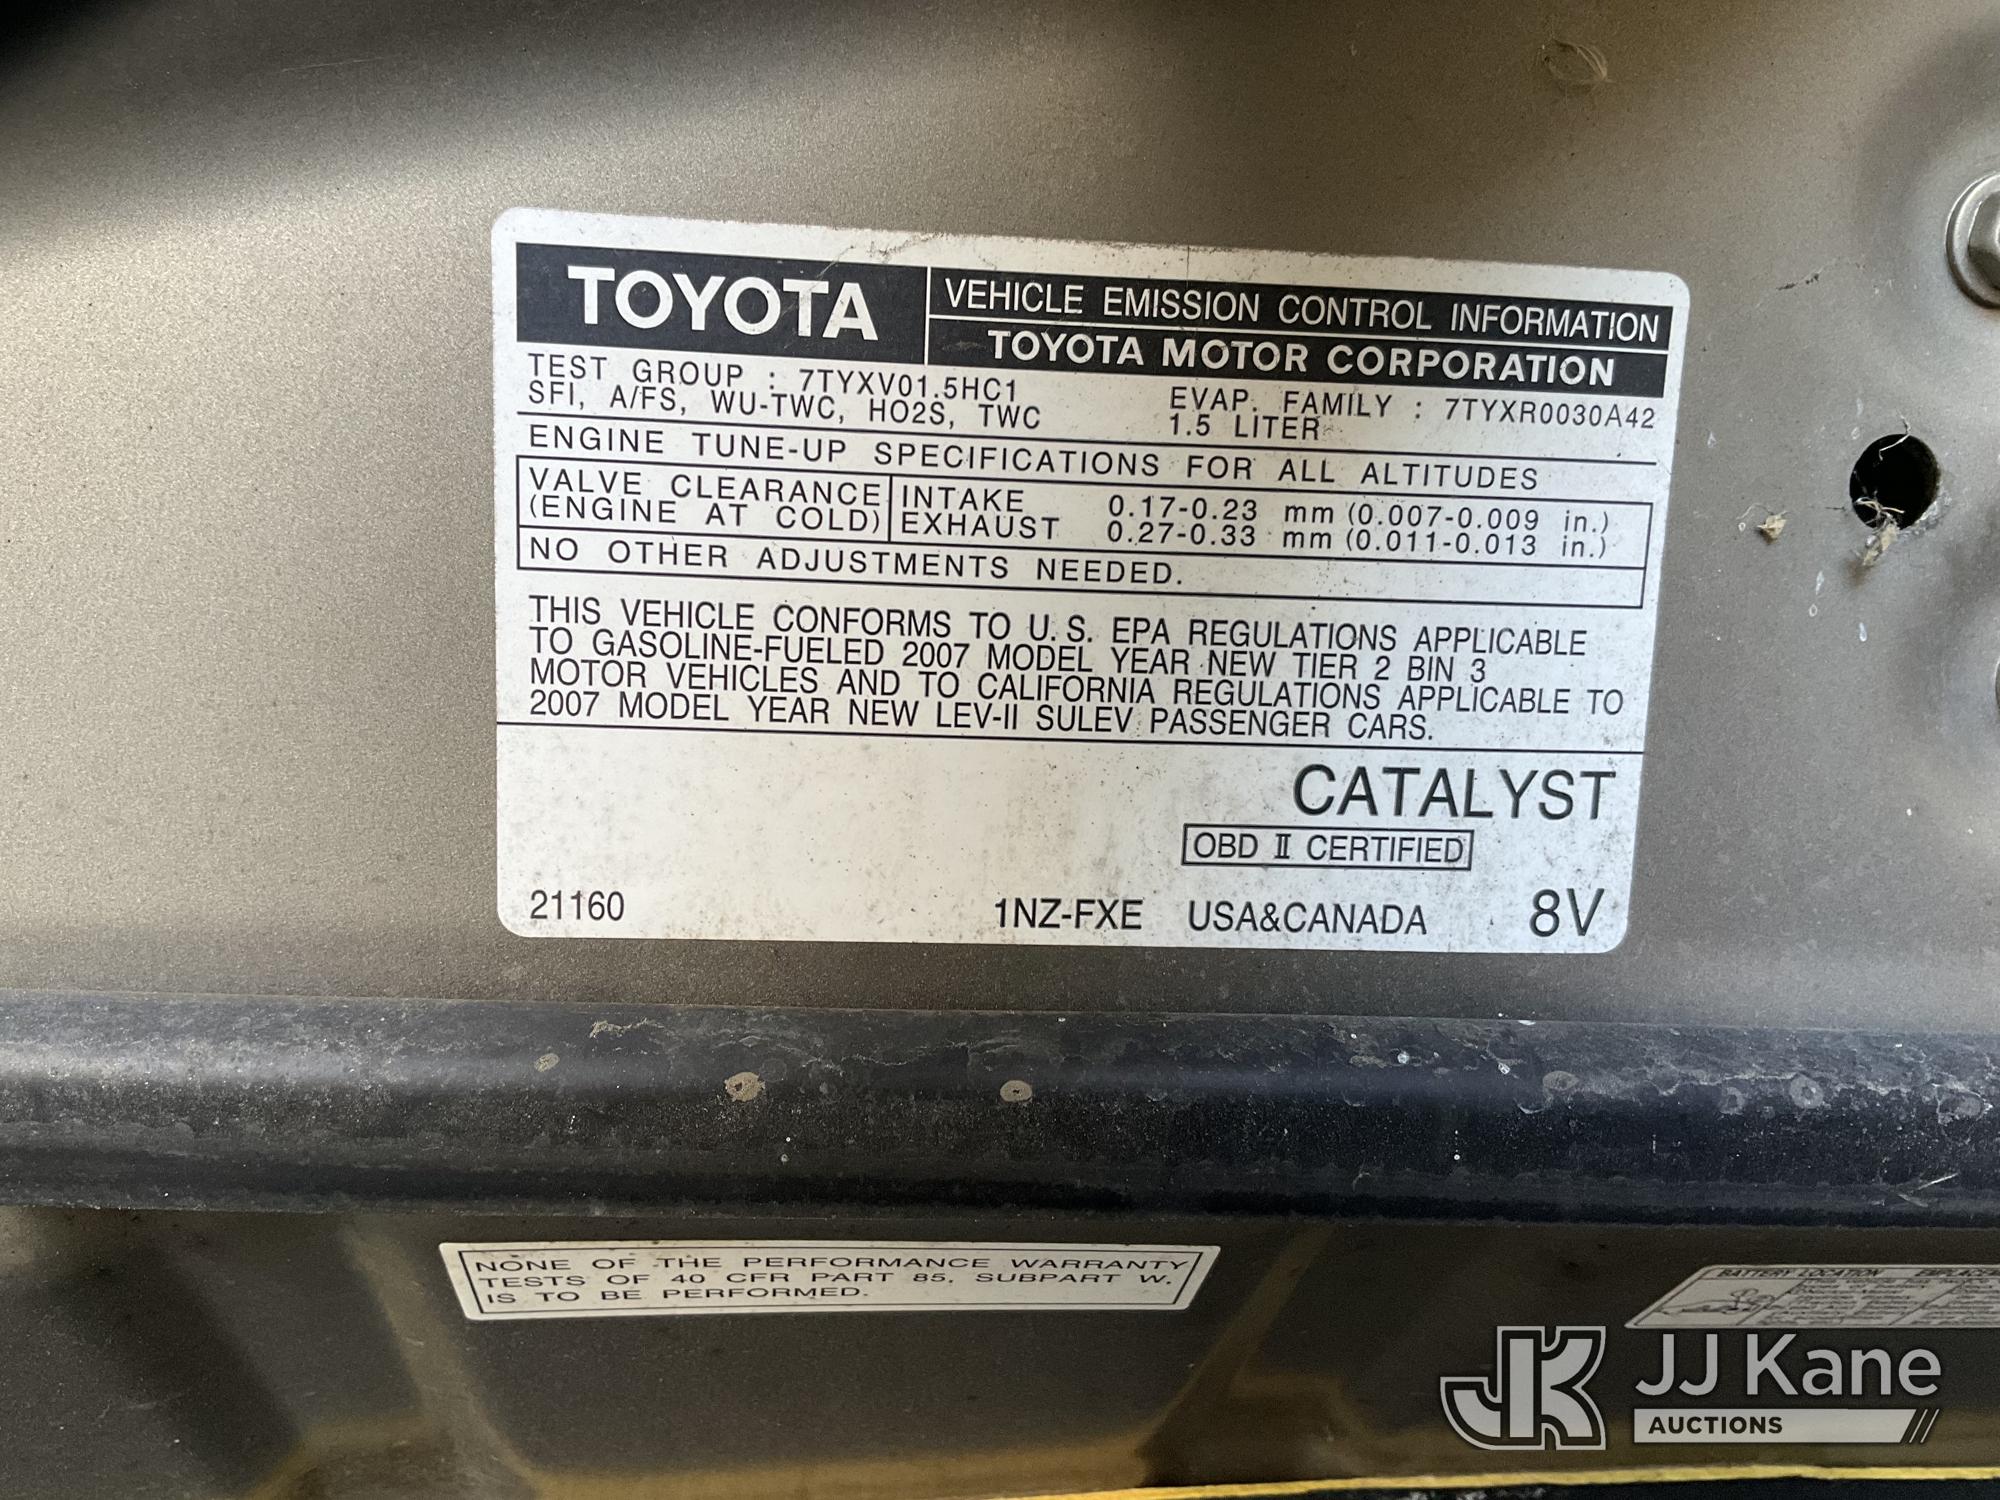 TOYOTA
VEHICLE EMISSION CONTROL INFORMATION
TOYOTA MOTOR CORPORATION
TEST GROUP : 7TYXV01.5HC1
EVAP. FAMILY : 7TYXR0030A42
SFI, A/FS, WU-TWC, HO2S, TWC
1.5 LITER
ENGINE TUNE-UP SPECIFICATIONS FOR ALL ALTITUDES
VALVE CLEARANCE INTAKE 0.17-0.23 mm (0.007-0.009 in.)
(ENGINE AT COLD) EXHAUST 0.27-0.33 mm (0.011-0.013 in.)
NO OTHER ADJUSTMENTS NEEDED.
THIS VEHICLE CONFORMS TO U.S. EPA REGULATIONS APPLICABLE
TO GASOLINE-FUELED 2007 MODEL YEAR NEW TIER 2 BIN 3
MOTOR VEHICLES AND TO CALIFORNIA REGULATIONS APPLICABLE TO
2007 MODEL YEAR NEW LEV-II SULEV PASSENGER CARS.
CATALYST
OBD II CERTIFIED
21160 1NZ-FXE USA&CANADA 8V
NONE OF THE PERFORMANCE WARRANTY
TESTS OF 40 CFR PART 85, SUBPART W,
IS TO BE PERFORMED.
BATTERY LOCATION
JJ Kane
AUCTIONS